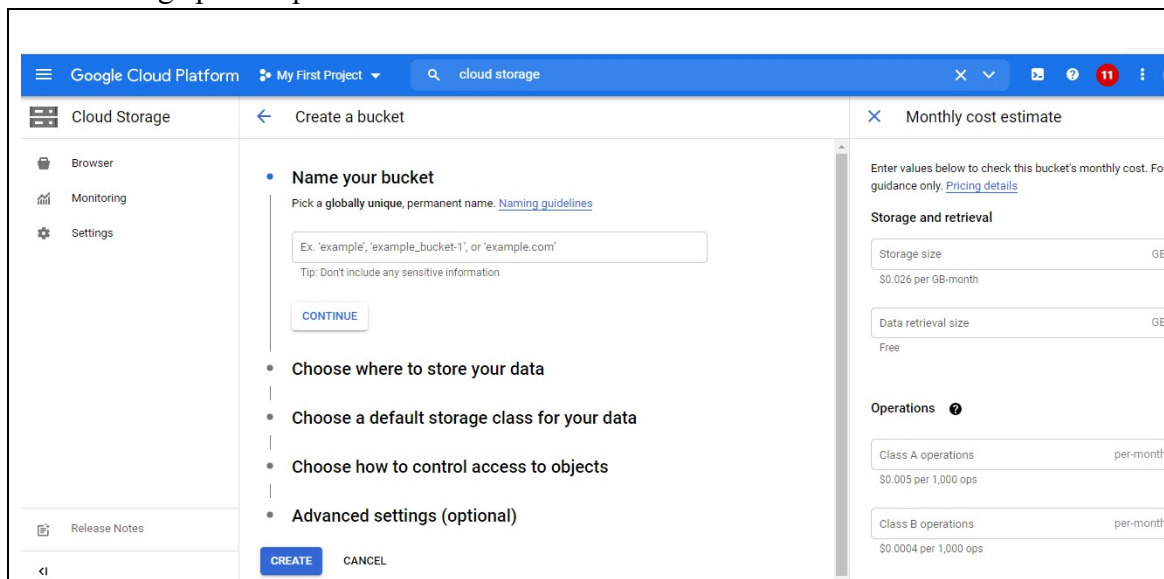 Google Cloud Platform My First Project cloud storage 11
Cloud Storage
Browser
Monitoring
Settings
Release Notes
Create a bucket
Name your bucket
Pick a globally unique, permanent name. Naming guidelines
Ex. 'example', 'example_bucket-1', or 'example.com'
Tip: Don't include any sensitive information
CONTINUE
Choose where to store your data
Choose a default storage class for your data
Choose how to control access to objects
Advanced settings (optional)
CREATE CANCEL
Monthly cost estimate
Enter values below to check this bucket's monthly cost. Fo
guidance only. Pricing details
Storage and retrieval
Storage size
$0.026 per GB-month
Data retrieval size
Free
Operations
Class A operations per-month
$0.005 per 1,000 ops
Class B operations per-month
$0.0004 per 1,000 ops